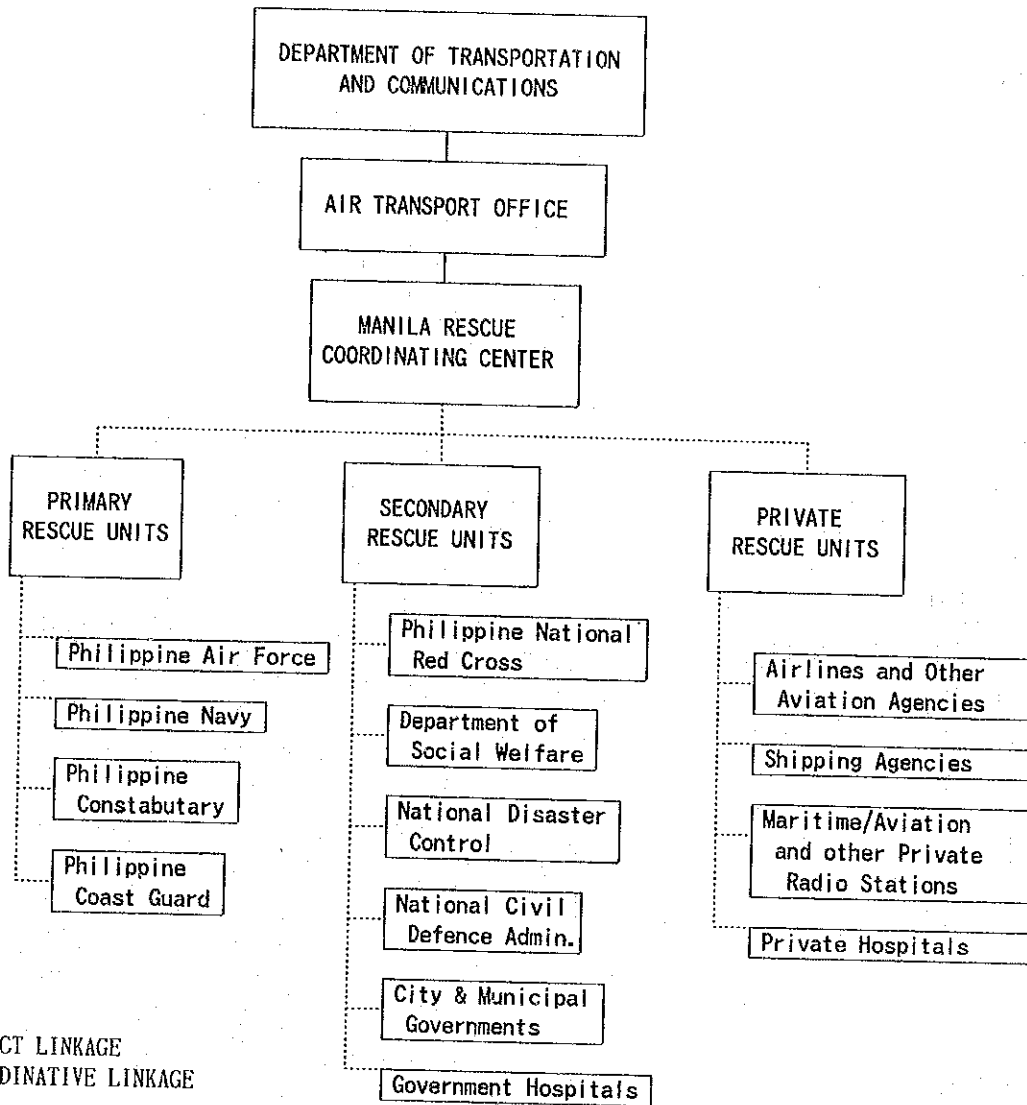 DEPARTMENT OF TRANSPORTATION
AND COMMUNICATIONS
AIR TRANSPORT OFFICE
MANILA RESCUE
COORDINATING CENTER
PRIMARY
RESCUE UNITS
Philippine Air Force
Philippine Navy
Philippine
Constabutary
Philippine
Coast Guard
SECONDARY
RESCUE UNITS
Philippine National
Red Cross
Department of
Social Welfare
National Disaster
Control
National Civil
Defence Admin.
City & Municipal
Governments
Government Hospitals
PRIVATE
RESCUE UNITS
Airlines and Other
Aviation Agencies
Shipping Agencies
Maritime/Aviation
and other Private
Radio Stations
Private Hospitals
CT LINKAGE
DINATIVE LINKAGE